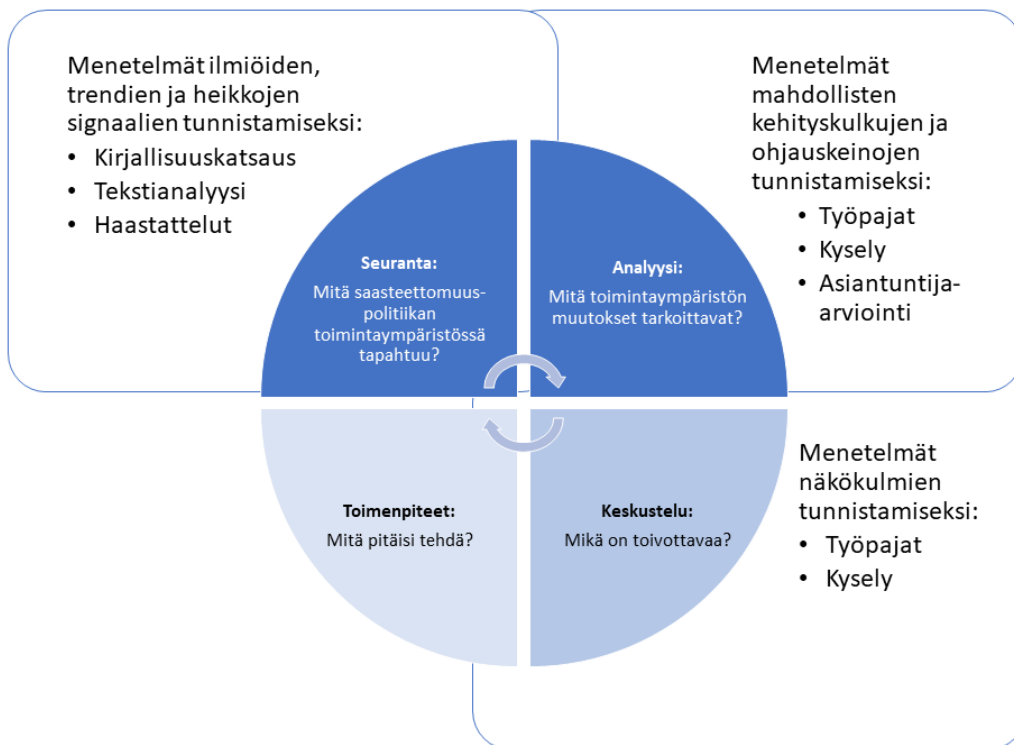 Menetelmät ilmiöiden,
trendien ja heikkojen
signaalien tunnistamiseksi:
• Kirjallisuuskatsaus
• Tekstianalyysi
• Haastattelut
Menetelmät
mahdollisten
kehityskulkujen ja
ohjauskeinojen
tunnistamiseksi:
• Työpajat
• Kysely
• Asiantuntija-
arviointi
Seuranta:
Mitä saasteettomuus-
politiikan
toimintaympäristössä
tapahtuu?
Analyysi:
Mitä toimintaympäristön
muutokset tarkoittavat?
Toimenpiteet:
Mitä pitäisi tehdä?
Keskustelu:
Mikä on toivottavaa?
Menetelmät
näkökulmien
tunnistamiseksi:
• Työpajat
• Kysely